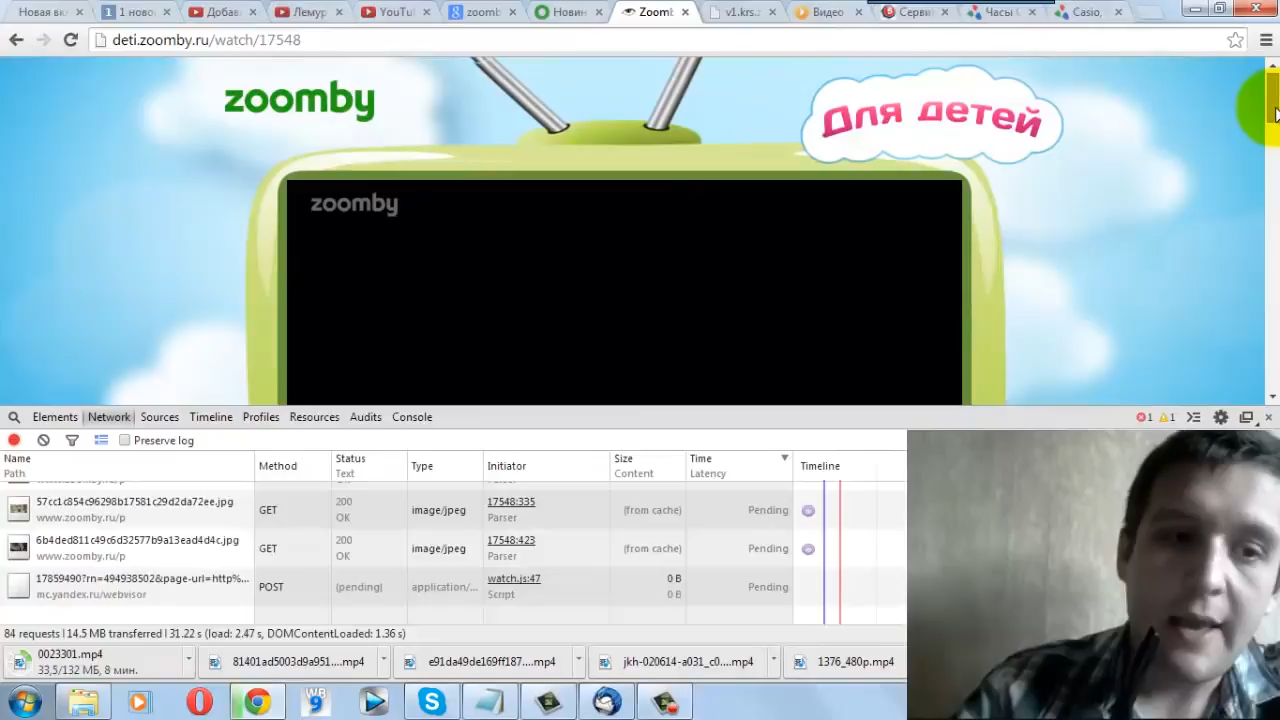 Новая вк
1 ново
Добав
Лемур
YouTu
zoomb
Новин
Zoomb
v1.krs.z
Видео
Серви
Часы С
Casio,
deti.zoomby.ru/watch/17548
zoomby
Для детей
zoomby
Elements Network Sources Timeline Profiles Resources Audits Console
1 1
Preserve log
Name Method Status Type Initiator Size Time Timeline
Path Text Content Latency
57cc1c854c96298b17581c29d2da72ee.jpg GET 200 image/jpeg 17548:335 (from cache) Pending
www.zoomby.ru/p OK Parser
6b4ded811c49c6d32577b9a13ead4d4c.jpg GET 200 image/jpeg 17548:423 (from cache) Pending
www.zoomby.ru/p OK Parser
17859490?rn=494938502&page-url=http%... POST (pending) application/... watch.js:47 0 B Pending
mc.yandex.ru/webvisor Script 0 B
84 requests | 14.5 MB transferred | 31.22 s (load: 2.47 s, DOMContentLoaded: 1.36 s)
0023301.mp4
33,5/132 МБ, 8 мин.
81401ad5003d9a951....mp4
e91da49de169ff187....mp4
jkh-020614-a031_c0....mp4
1376_480p.mp4
WB
9